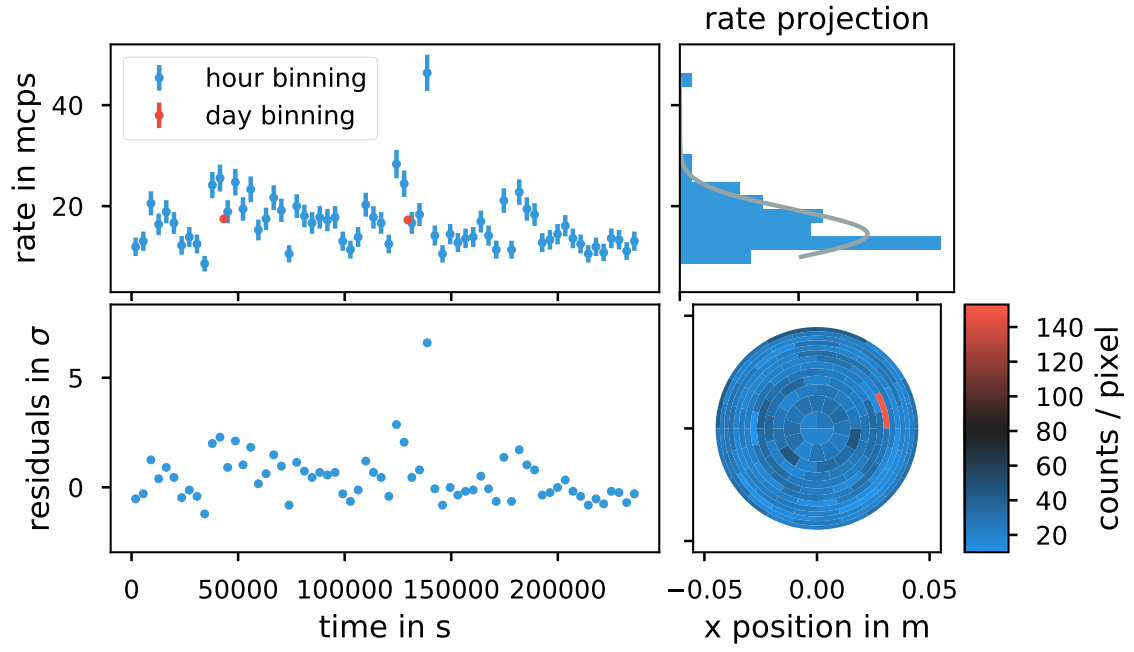 rate projection
rate in mcps
40
20
hour binning
day binning
residuals in σ
5
0
0
50000
100000
150000
200000
time in s
−0.05
0.00
0.05
x position in m
140
120
100
80
60
40
20
counts / pixel